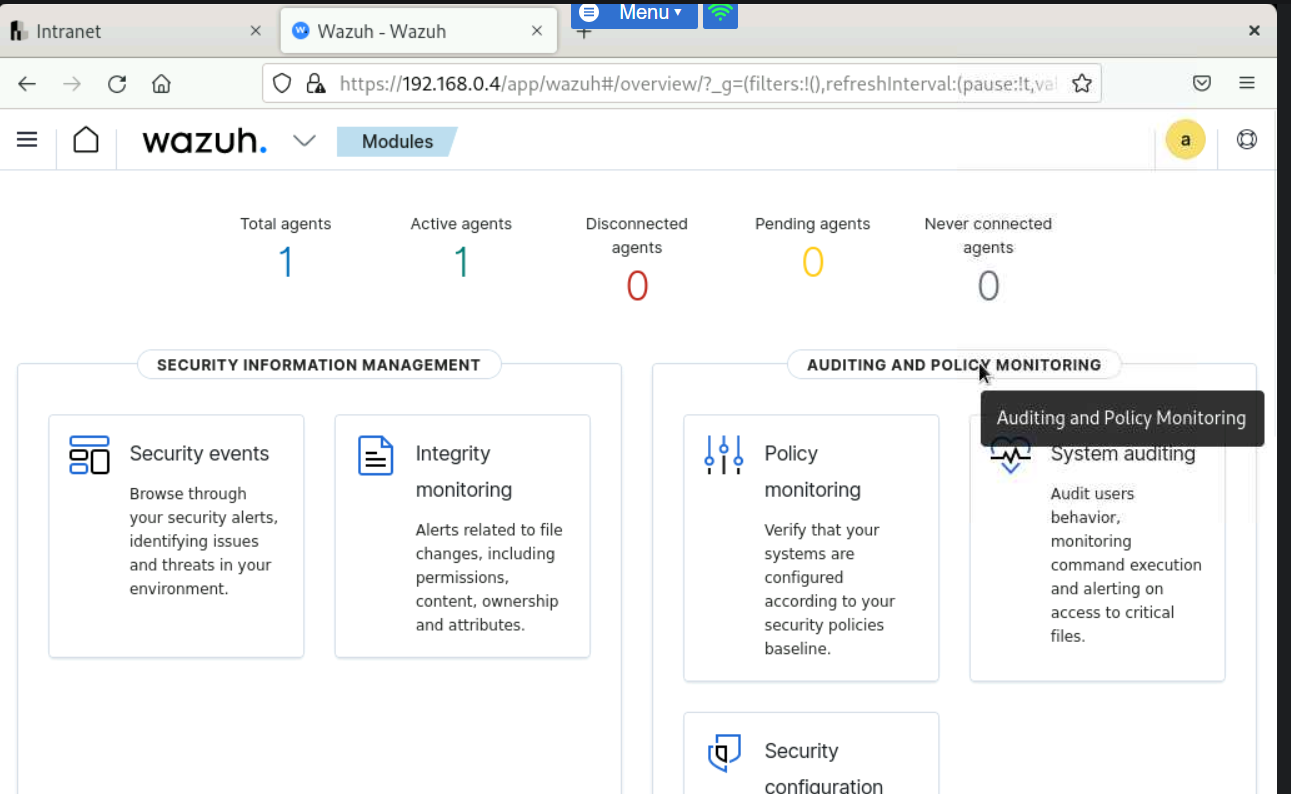 Menu ▾
Intranet
Wazuh - Wazuh
https://192.168.0.4/app/wazuh#/overview/?_g=(filters:!(),refreshInterval:(pause:!t,va
wazuh.
Modules
a
Total agents
1
Active agents
1
Disconnected
agents
0
Pending agents
0
Never connected
agents
0
SECURITY INFORMATION MANAGEMENT
Security events
Browse through
your security alerts,
identifying issues
and threats in your
environment.
Integrity
monitoring
Alerts related to file
changes, including
permissions,
content, ownership
and attributes.
AUDITING AND POLICY MONITORING
Auditing and Policy Monitoring
Policy
monitoring
Verify that your
systems are
configured
according to your
security policies
baseline.
System auditing
Audit users
behavior,
monitoring
command execution
and alerting on
access to critical
files.
Security
configuration